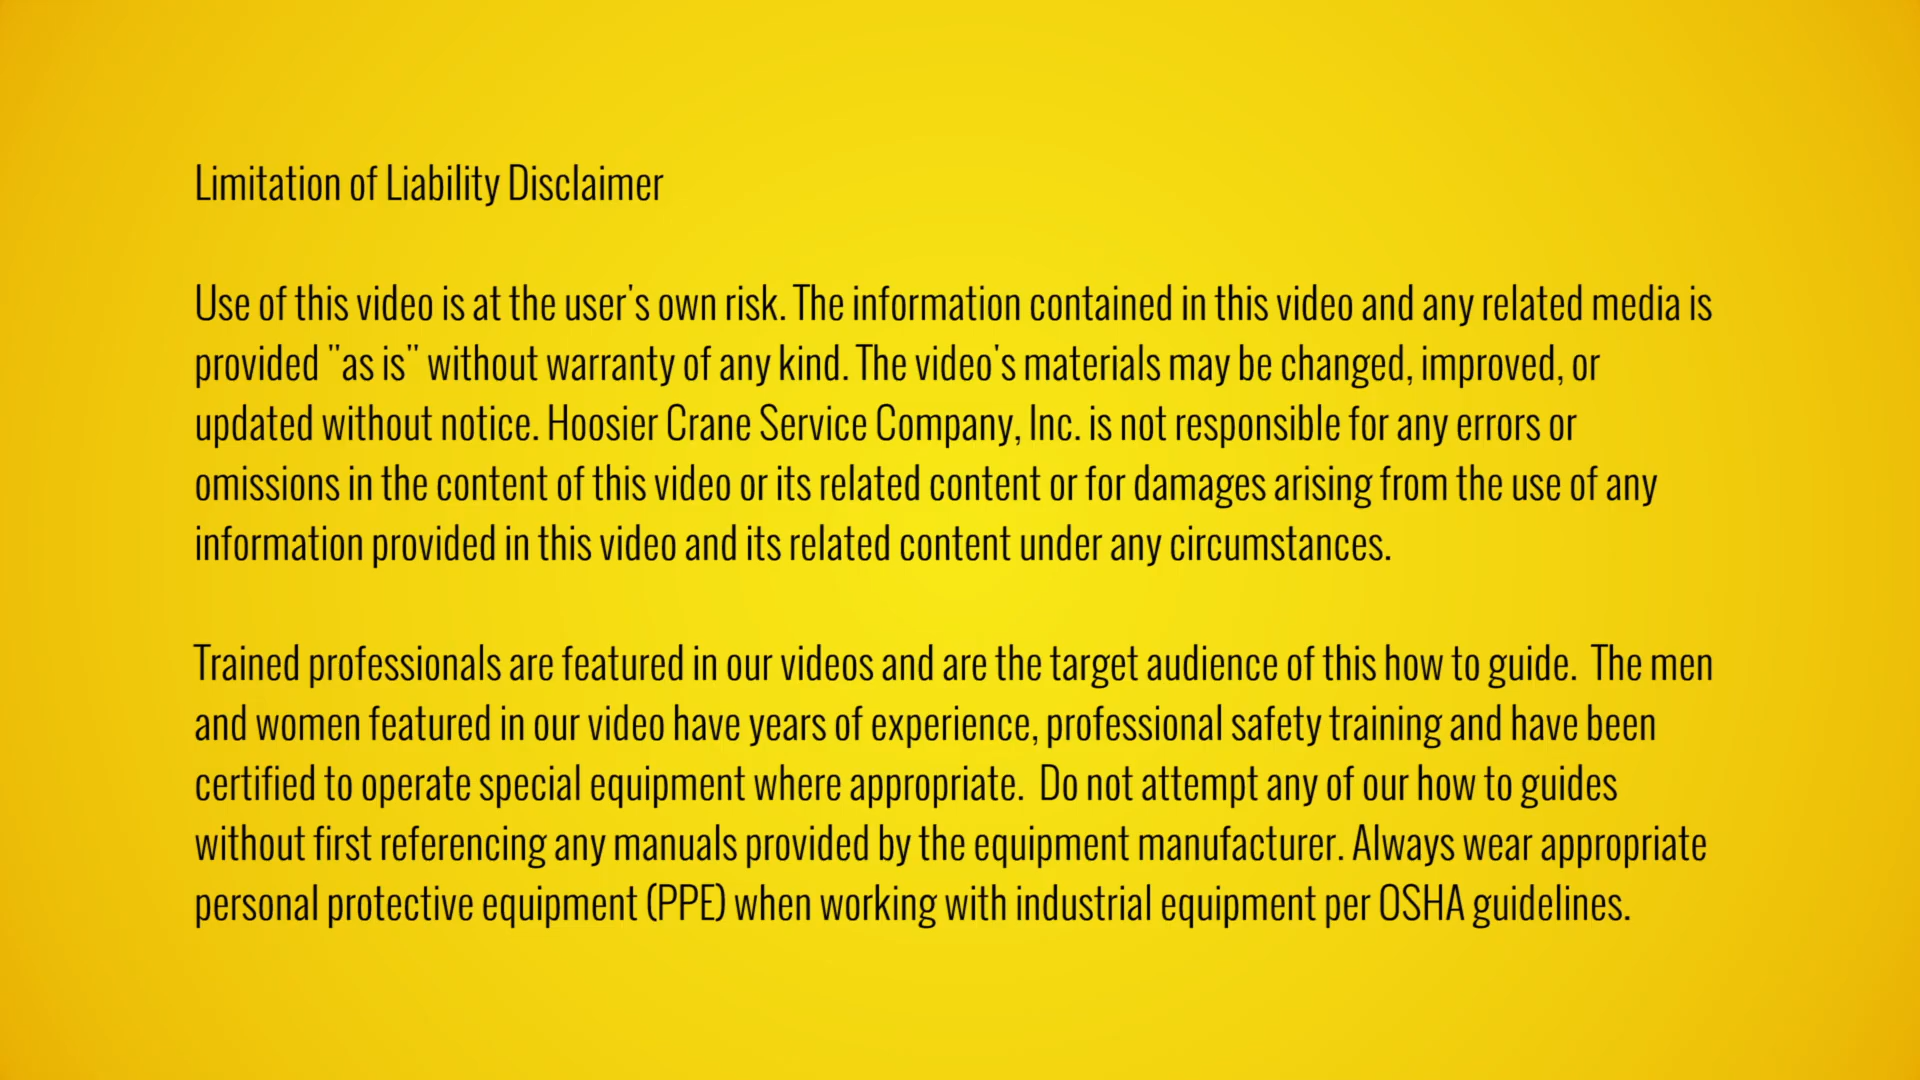 Limitation of Liability Disclaimer
Use of this video is at the user's own risk. The information contained in this video and any related media is
provided "as is" without warranty of any kind. The video's materials may be changed, improved, or
updated without notice. Hoosier Crane Service Company, Inc. is not responsible for any errors or
omissions in the content of this video or its related content or for damages arising from the use of any
information provided in this video and its related content under any circumstances.
Trained professionals are featured in our videos and are the target audience of this how to guide.  The men
and women featured in our video have years of experience, professional safety training and have been
certified to operate special equipment where appropriate.  Do not attempt any of our how to guides
without first referencing any manuals provided by the equipment manufacturer. Always wear appropriate
personal protective equipment (PPE) when working with industrial equipment per OSHA guidelines.